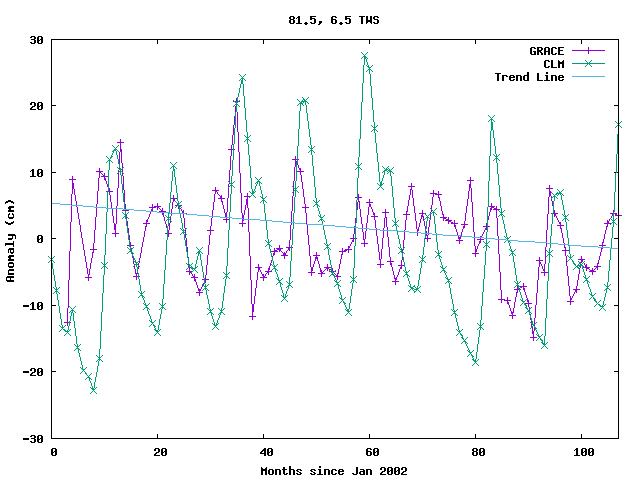 81.5, 6.5 TWS
GRACE
CLM
Trend Line
30
20
10
0
-10
-20
-30
Anomaly (cm)
0 20 40 60 80 100
Months since Jan 2002